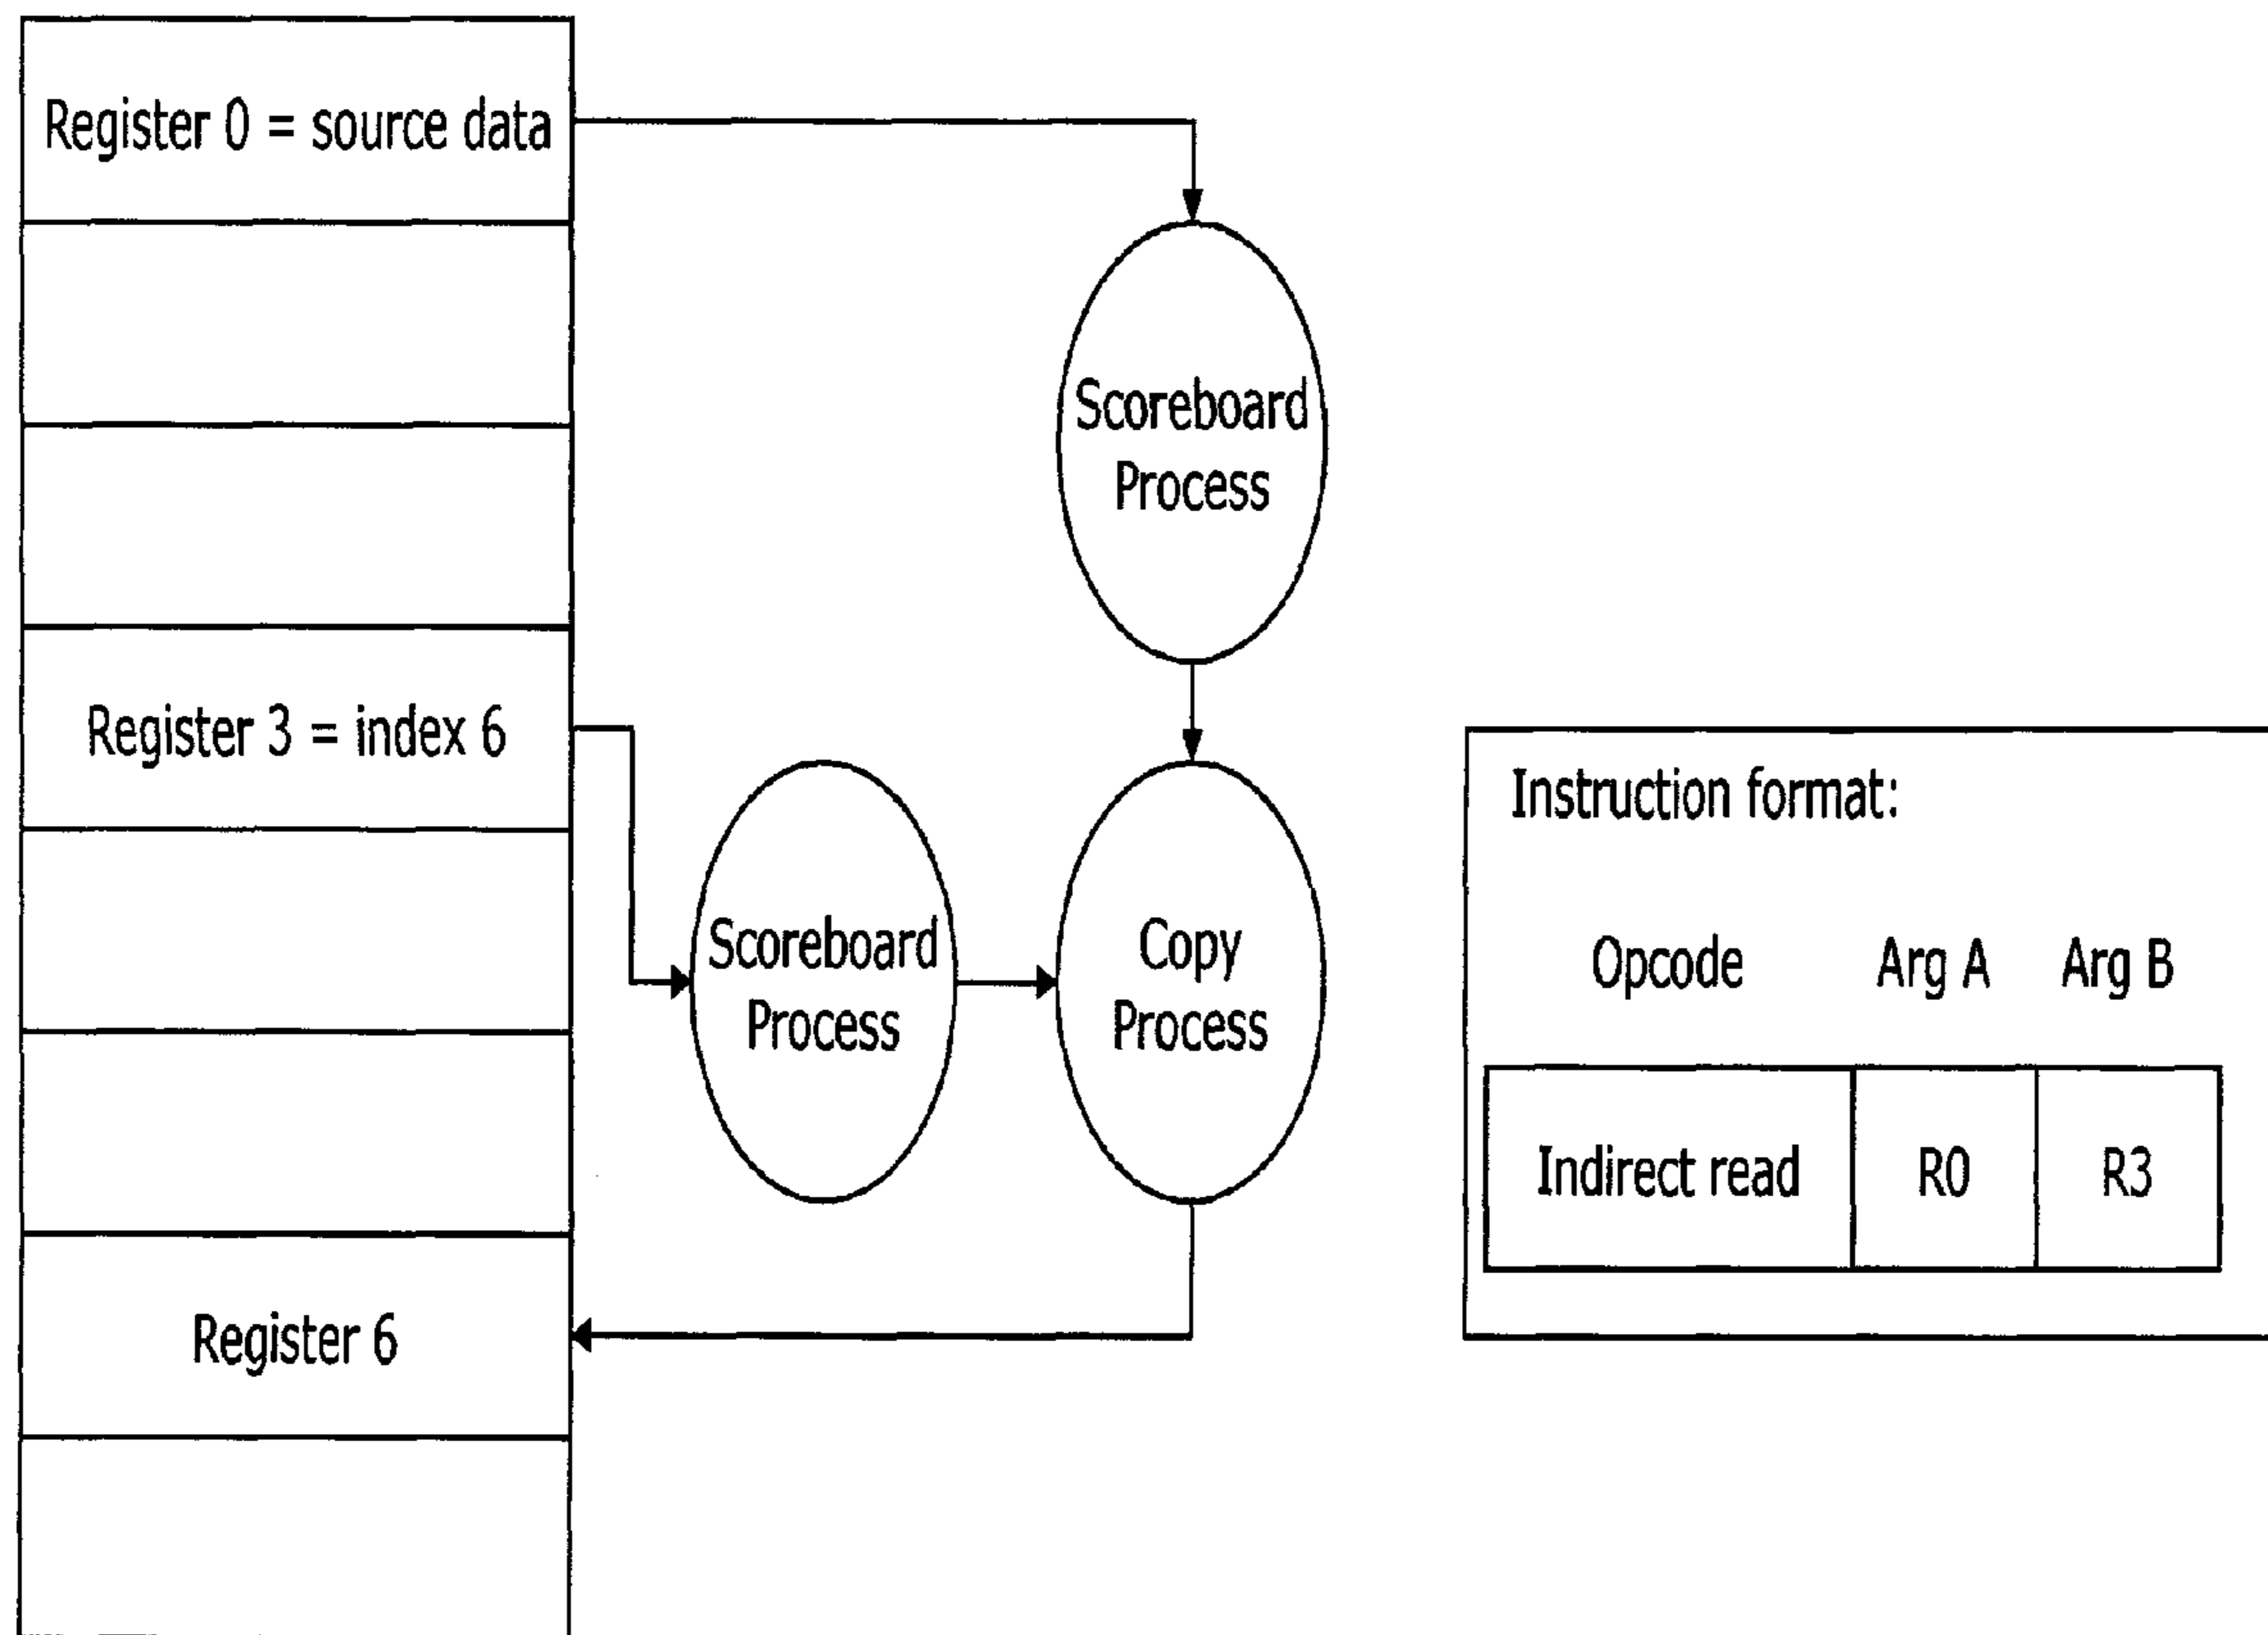 Register 0 = source data
Scoreboard
Process
Register 3 = index 6
Scoreboard
Process
Copy
Process
Register 6
Instruction format:
Opcode Arg A Arg B
Indirect read R0 R3